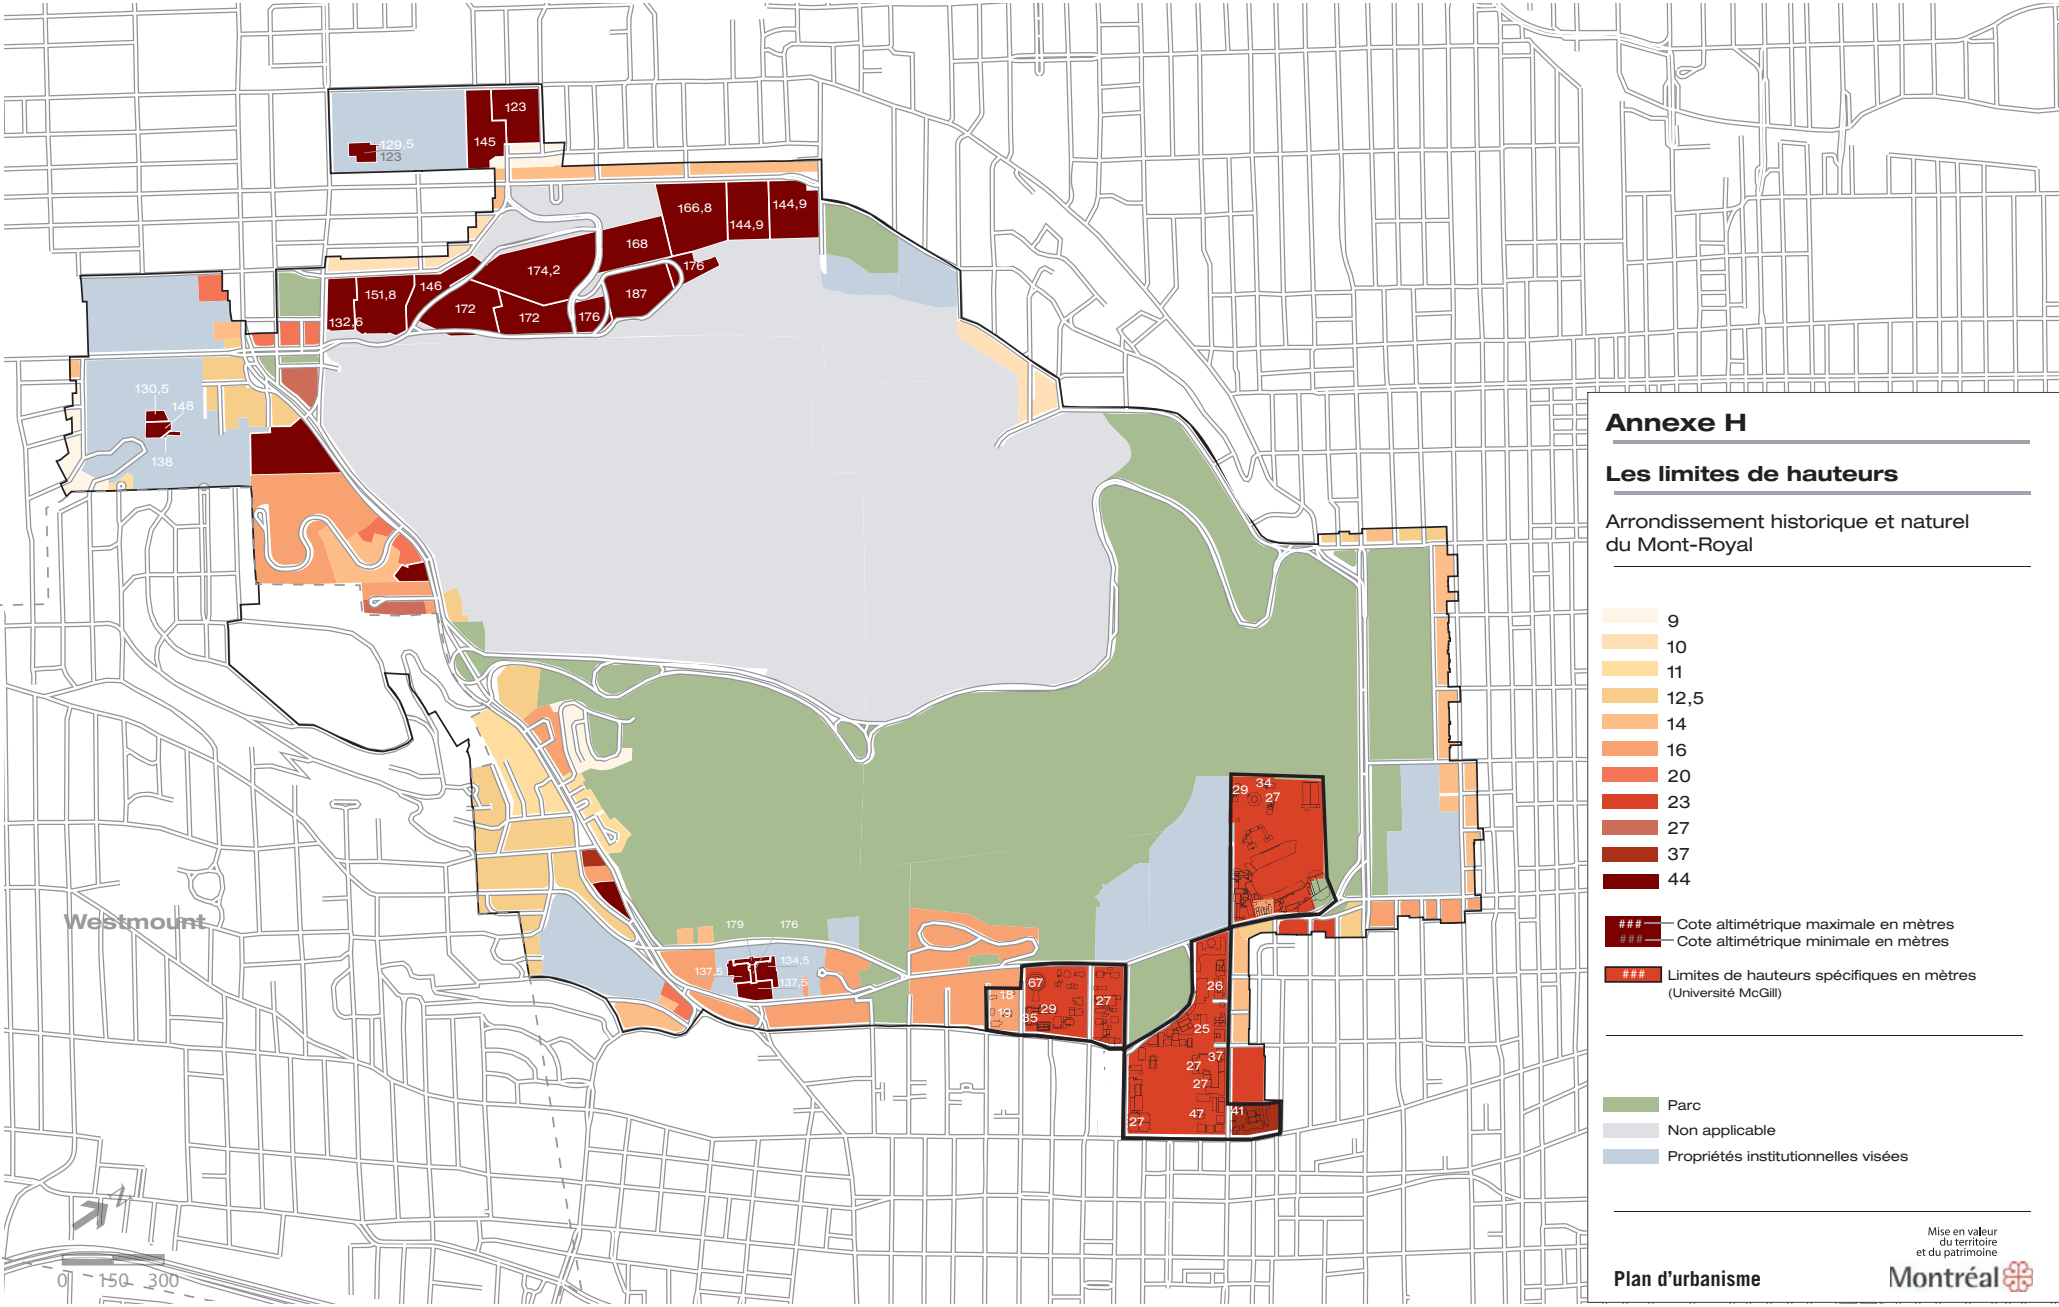 123
145
129,5
123
166,8
144,9
144,9
168
176
174,2
187
146
151,8
172
172
176
132,6
130,5
148
138
Westmount
179
176
137,5
134,5
137,5
34
29
27
67
18
29
27
19
35
26
25
37
27
27
47
41
27
0 150 300
Annexe H
Les limites de hauteurs
Arrondissement historique et naturel
du Mont-Royal
9
10
11
12,5
14
16
20
23
27
37
44
### Cote altimétrique maximale en mètres
### Cote altimétrique minimale en mètres
### Limites de hauteurs spécifiques en mètres
(Université McGill)
Parc
Non applicable
Propriétés institutionnelles visées
Mise en valeur
du territoire
et du patrimoine
Plan d'urbanisme
Montréal